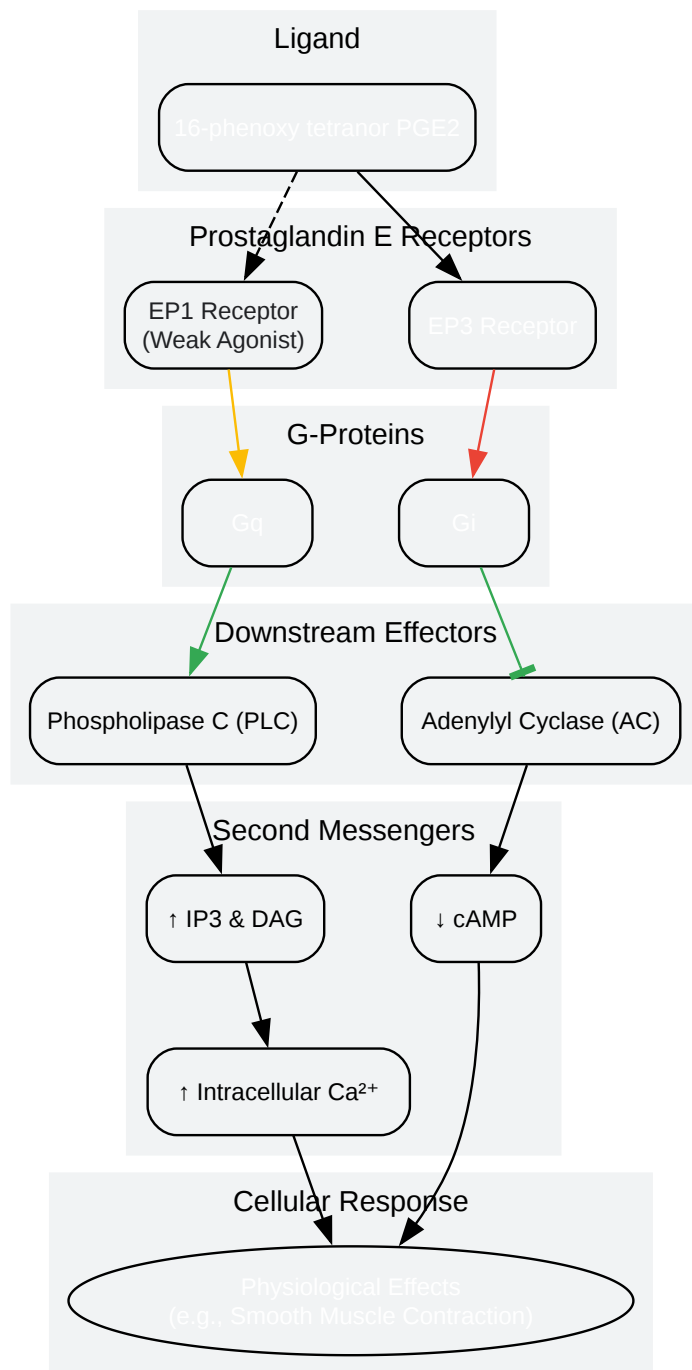 Ligand
16-phenoxy tetranor PGE2
Prostaglandin E Receptors
EP1 Receptor
(Weak Agonist)
EP3 Receptor
G-Proteins
Gq
Gi
Downstream Effectors
Phospholipase C (PLC)
Adenylyl Cyclase (AC)
Second Messengers
↑ IP3 & DAG
↓ cAMP
↑ Intracellular Ca²⁺
Cellular Response
Physiological Effects
(e.g., Smooth Muscle Contraction)